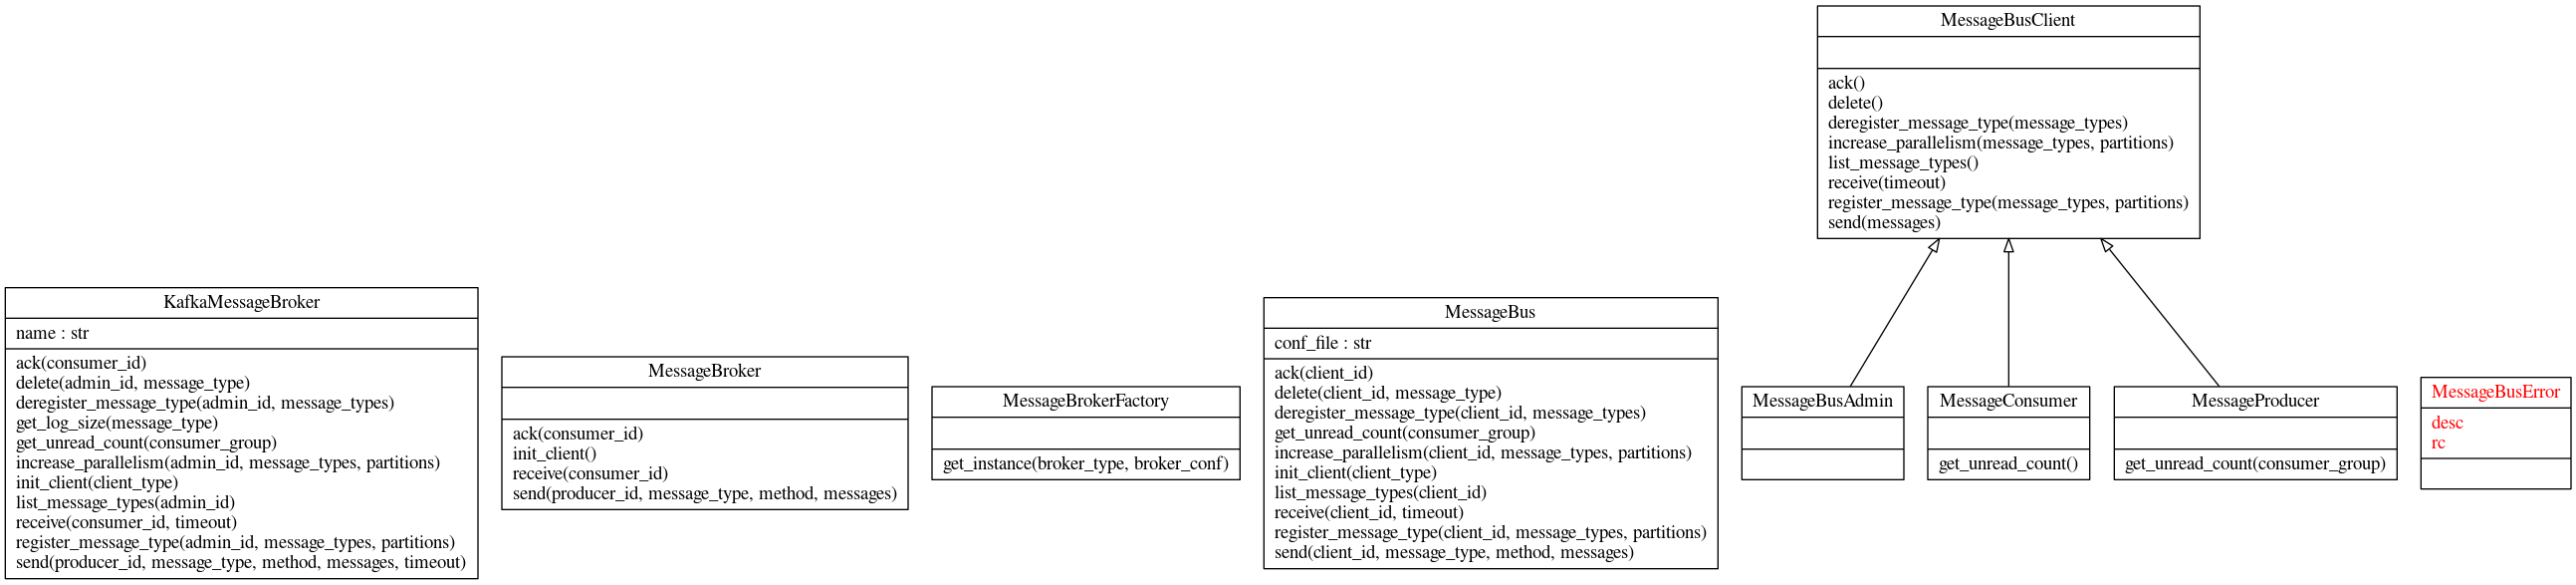 MessageBusClient
ack()
delete()
deregister_message_type(message_types)
increase_parallelism(message_types, partitions)
list_message_types()
receive(timeout)
register_message_type(message_types, partitions)
send(messages)
KafkaMessageBroker
name : str
ack(consumer_id)
delete(admin_id, message_type)
deregister_message_type(admin_id, message_types)
get_log_size(message_type)
get_unread_count(consumer_group)
increase_parallelism(admin_id, message_types, partitions)
init_client(client_type)
list_message_types(admin_id)
receive(consumer_id, timeout)
register_message_type(admin_id, message_types, partitions)
send(producer_id, message_type, method, messages, timeout)
MessageBroker
ack(consumer_id)
init_client()
receive(consumer_id)
send(producer_id, message_type, method, messages)
MessageBrokerFactory
get_instance(broker_type, broker_conf)
MessageBus
conf_file : str
ack(client_id)
delete(client_id, message_type)
deregister_message_type(client_id, message_types)
get_unread_count(consumer_group)
increase_parallelism(client_id, message_types, partitions)
init_client(client_type)
list_message_types(client_id)
receive(client_id, timeout)
register_message_type(client_id, message_types, partitions)
send(client_id, message_type, method, messages)
MessageBusAdmin
MessageConsumer
get_unread_count()
MessageProducer
get_unread_count(consumer_group)
MessageBusError
desc
rc